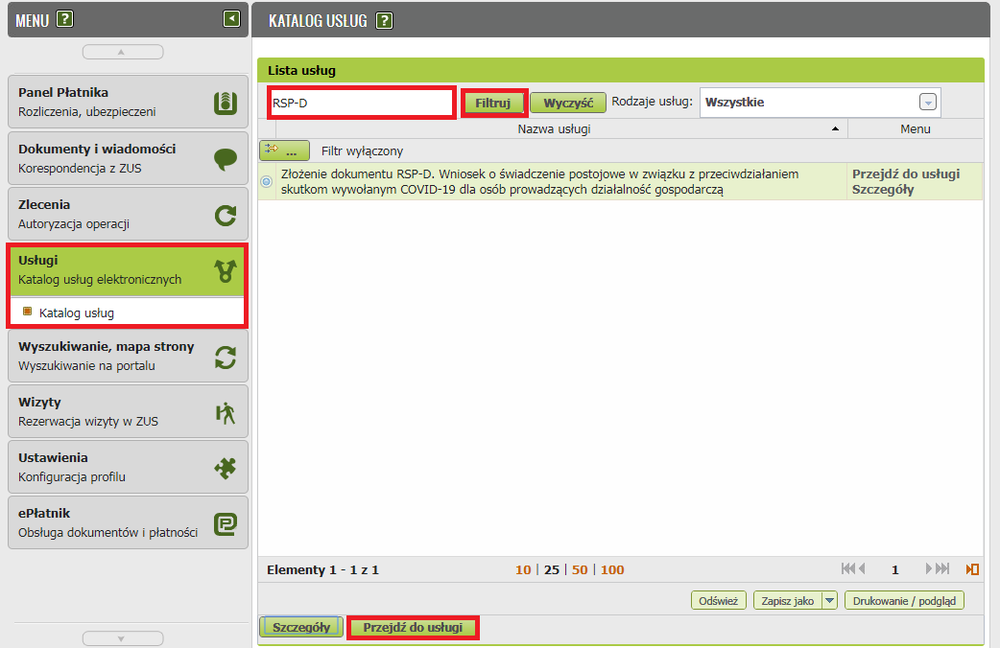 MENU ?
Panel Płatnika
Rozliczenia, ubezpieczeni
Dokumenty i wiadomości
Korespondencja z ZUS
Zlecenia
Autoryzacja operacji
Usługi
Katalog usług elektronicznych
Katalog usług
Wyszukiwanie, mapa strony
Wyszukiwanie na portalu
Wizyty
Rezerwacja wizyty w ZUS
Ustawienia
Konfiguracja profilu
ePłatnik
Obsługa dokumentów i płatności
KATALOG USŁUG ?
Lista usług
RSP-D Filtruj Wyczyść Rodzaje usług: Wszystkie
Nazwa usługi Menu
... Filtr wyłączony
Złożenie dokumentu RSP-D. Wniosek o świadczenie postojowe w związku z przeciwdziałaniem Przejdź do usługi
skutkom wywołanym COVID-19 dla osób prowadzących działalność gospodarczą Szczegóły
Elementy 1 - 1 z 1 10 | 25 | 50 | 100 1
Odśwież Zapisz jako Drukowanie / podgląd
Szczegóły Przejdź do usługi